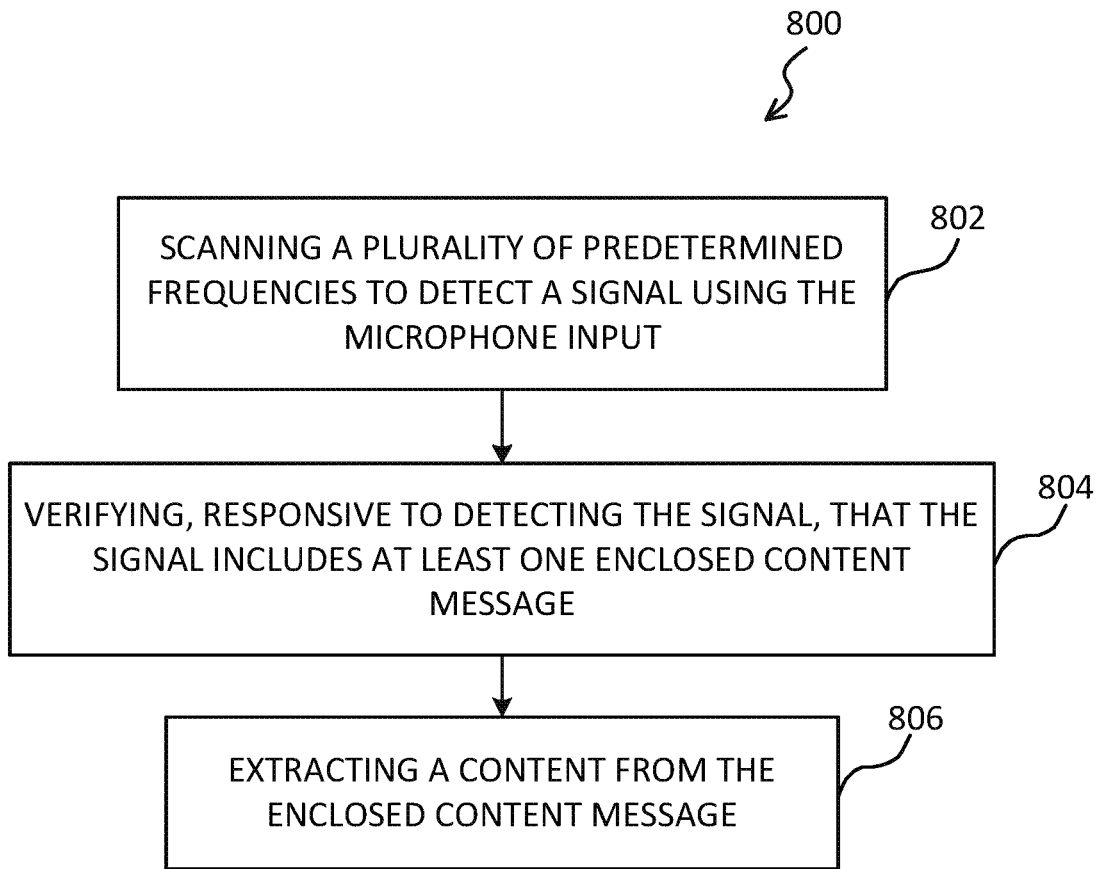 800
SCANNING A PLURALITY OF PREDETERMINED
FREQUENCIES TO DETECT A SIGNAL USING THE
MICROPHONE INPUT
802
VERIFYING, RESPONSIVE TO DETECTING THE SIGNAL, THAT THE
SIGNAL INCLUDES AT LEAST ONE ENCLOSED CONTENT
MESSAGE
804
EXTRACTING A CONTENT FROM THE
ENCLOSED CONTENT MESSAGE
806